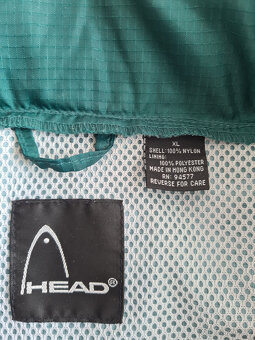 XL
SHELL: 100% NYLON
LINING:
100% POLYESTER
MADE IN HONG KONG
RN: 94577
REVERSE FOR CARE
HEAD®